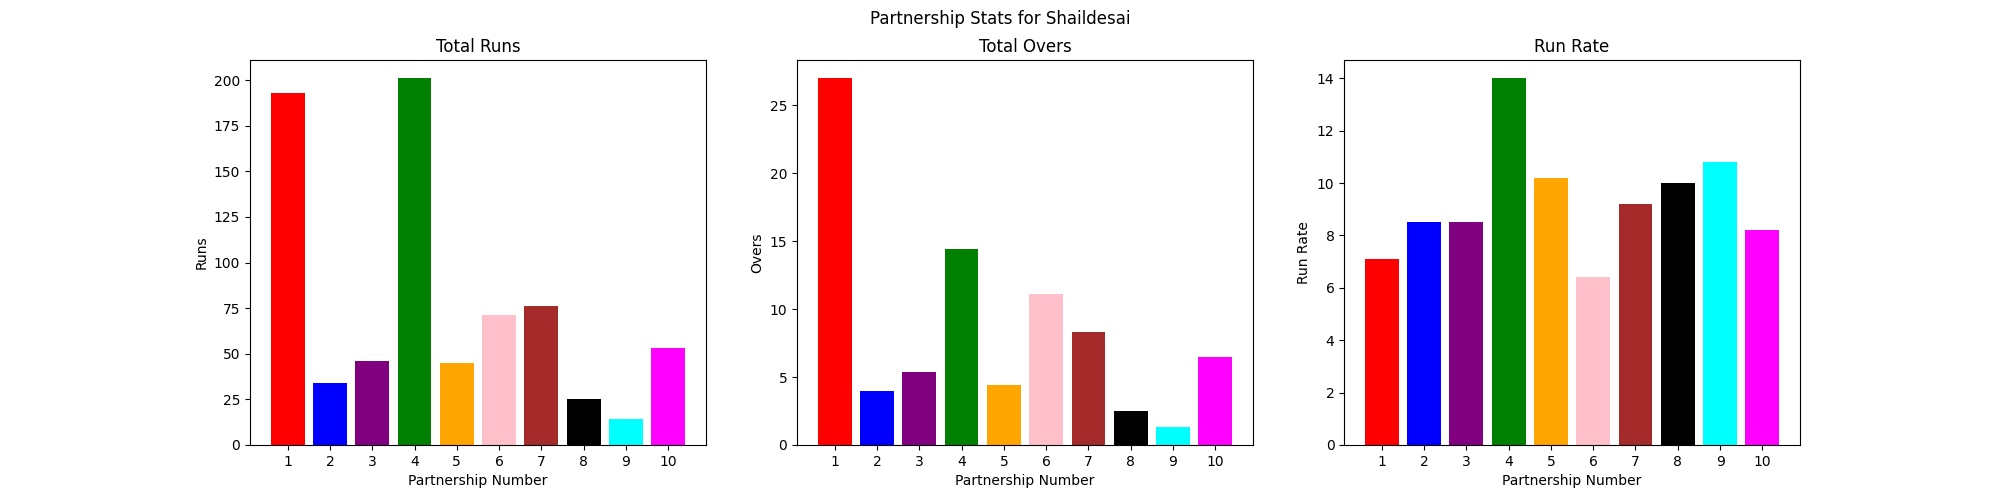 Partnership Stats for Shaildesai
Total Runs
Runs
200
175
150
125
100
75
50
25
0
1 2 3 4 5 6 7 8 9 10
Partnership Number
Total Overs
Overs
25
20
15
10
5
0
1 2 3 4 5 6 7 8 9 10
Partnership Number
Run Rate
Run Rate
14
12
10
8
6
4
2
0
1 2 3 4 5 6 7 8 9 10
Partnership Number